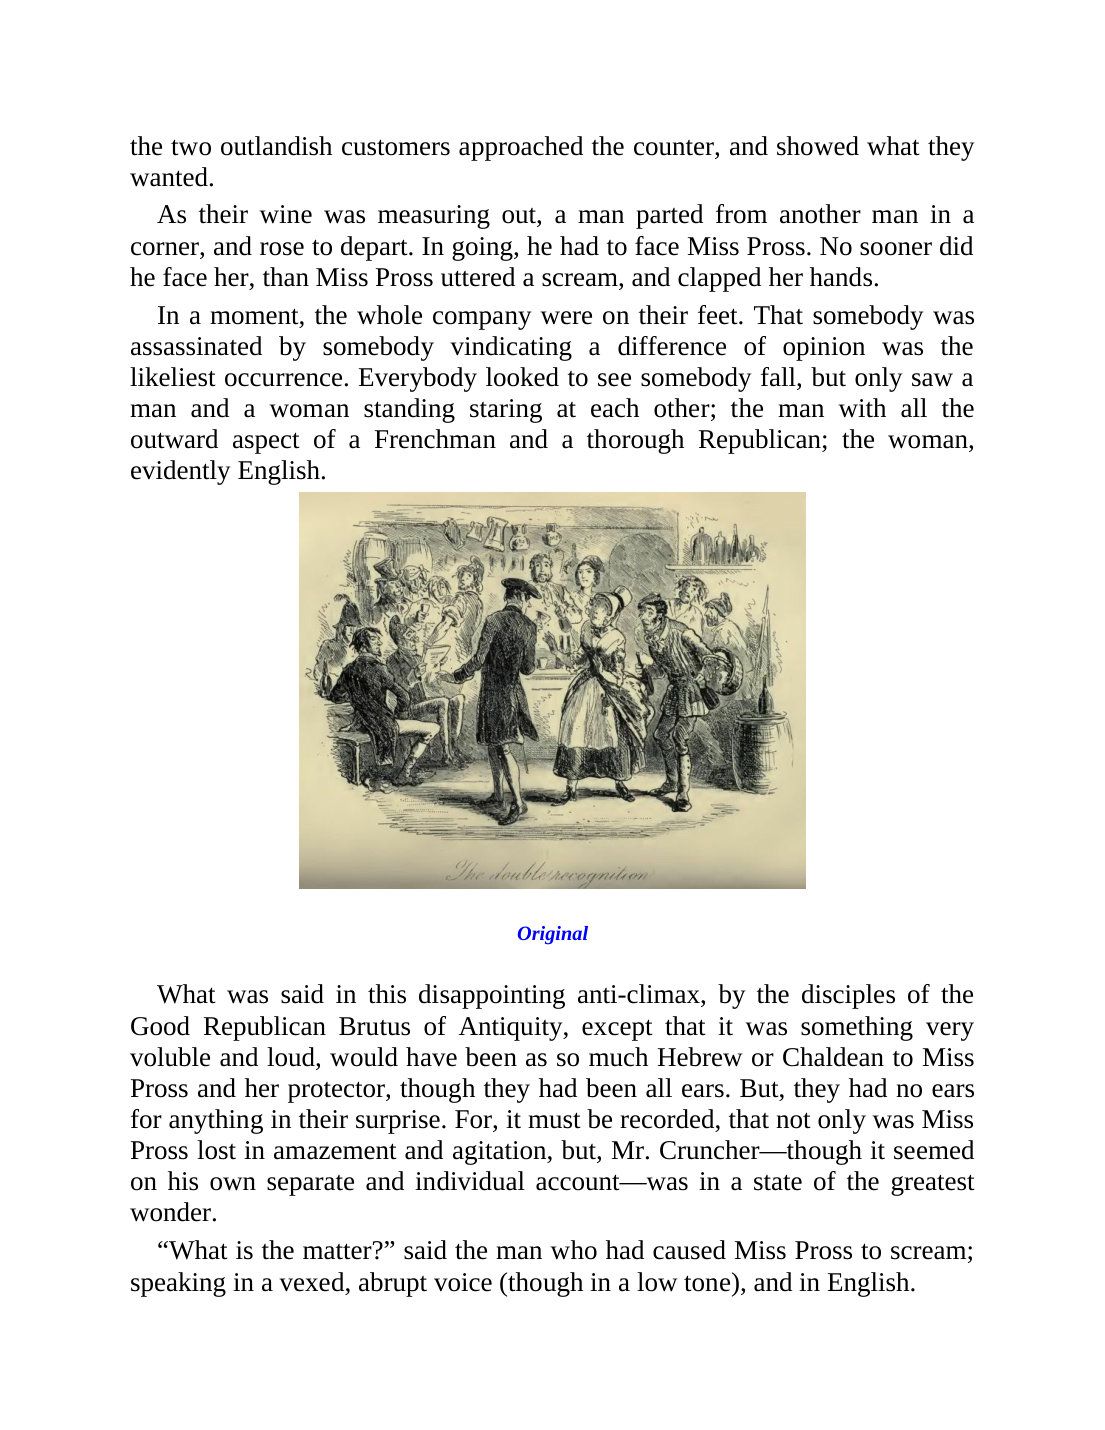 the two outlandish customers approached the counter, and showed what they
wanted.
As their wine was measuring out, a man parted from another man in a
corner, and rose to depart. In going, he had to face Miss Pross. No sooner did
he face her, than Miss Pross uttered a scream, and clapped her hands.
In a moment, the whole company were on their feet. That somebody was
assassinated by somebody vindicating a difference of opinion was the
likeliest occurrence. Everybody looked to see somebody fall, but only saw a
man and a woman standing staring at each other; the man with all the
outward aspect of a Frenchman and a thorough Republican; the woman,
evidently English.
The double recognition
Original
What was said in this disappointing anti-climax, by the disciples of the
Good Republican Brutus of Antiquity, except that it was something very
voluble and loud, would have been as so much Hebrew or Chaldean to Miss
Pross and her protector, though they had been all ears. But, they had no ears
for anything in their surprise. For, it must be recorded, that not only was Miss
Pross lost in amazement and agitation, but, Mr. Cruncher—though it seemed
on his own separate and individual account—was in a state of the greatest
wonder.
“What is the matter?” said the man who had caused Miss Pross to scream;
speaking in a vexed, abrupt voice (though in a low tone), and in English.